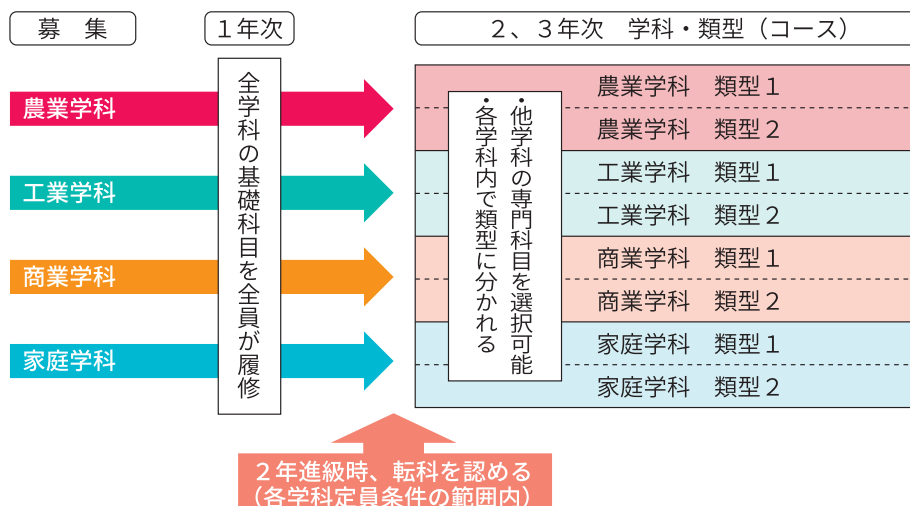 募　集
１年次
２、３年次　学科・類型（コース）
農業学科
工業学科
商業学科
家庭学科
全学科の基礎科目を全員が履修
・他学科の専門科目を選択可能
・各学科内で類型に分かれる
農業学科　類型１
農業学科　類型２
工業学科　類型１
工業学科　類型２
商業学科　類型１
商業学科　類型２
家庭学科　類型１
家庭学科　類型２
２年進級時、転科を認める
（各学科定員条件の範囲内）